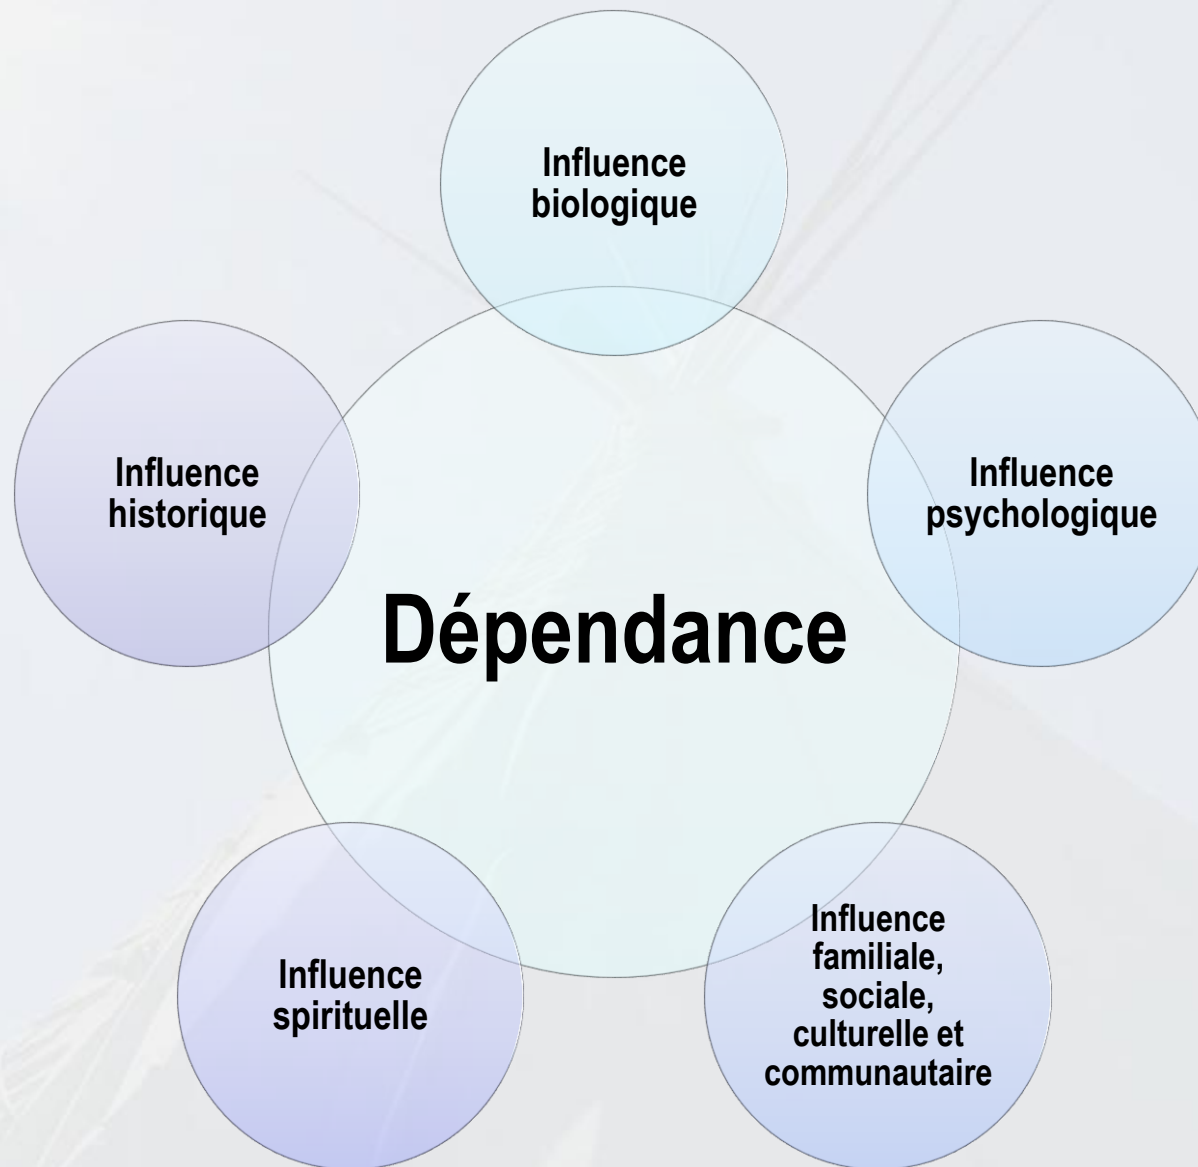 Influence
biologique
Influence
historique
Influence
psychologique
Dépendance
Influence
familiale,
sociale,
culturelle et
communautaire
Influence
spirituelle